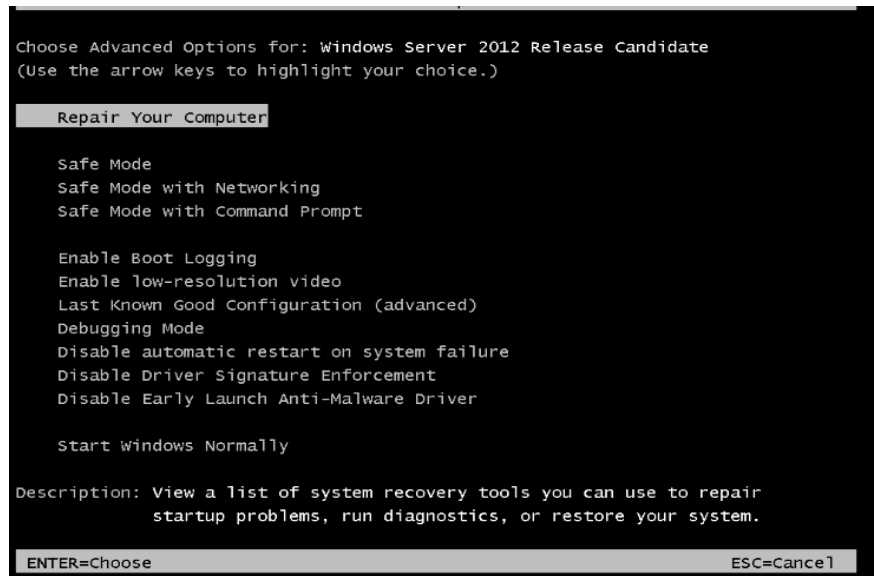 Choose Advanced Options for: Windows Server 2012 Release Candidate
(Use the arrow keys to highlight your choice.)
Repair Your Computer
Safe Mode
Safe Mode with Networking
Safe Mode with Command Prompt
Enable Boot Logging
Enable low-resolution video
Last Known Good Configuration (advanced)
Debugging Mode
Disable automatic restart on system failure
Disable Driver Signature Enforcement
Disable Early Launch Anti-Malware Driver
Start Windows Normally
Description: View a list of system recovery tools you can use to repair
startup problems, run diagnostics, or restore your system.
ENTER=Choose ESC=Cancel